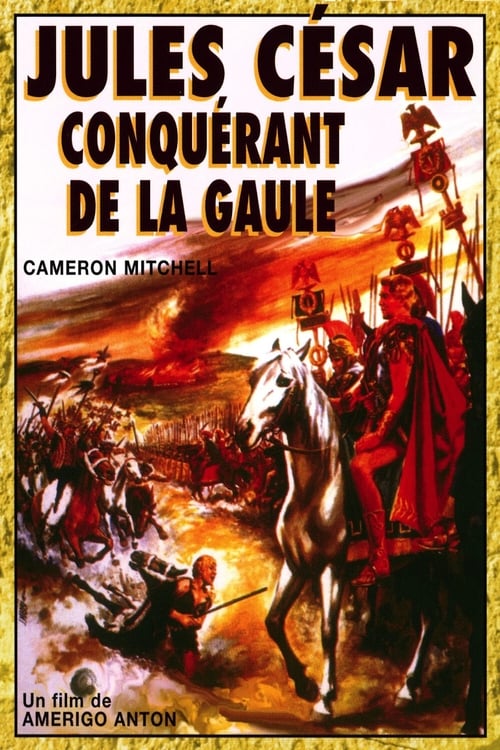 JULES CÉSAR
CONQUÉRANT
DE LA GAULE
CAMERON MITCHELL
Un film de
AMERIGO ANTON